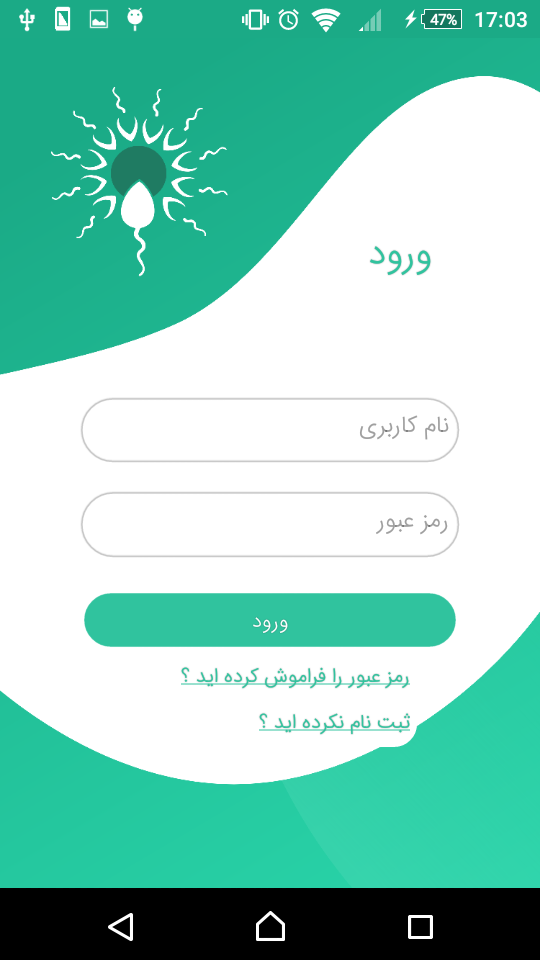 47% 17:03
ورود
نام کاربری
رمز عبور
ورود
رمز عبور را فراموش کرده اید ؟
ثبت نام نکرده اید ؟